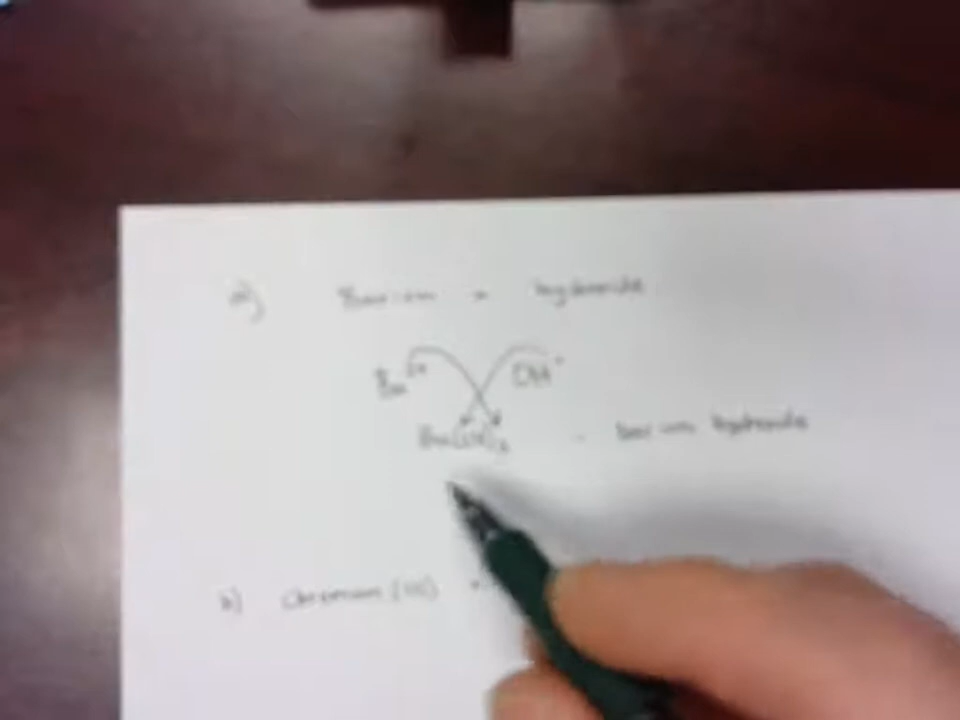 a) Barium + hydroxide
Ba2+ OH-
Ba(OH)2 - barium hydroxide
b) Chromium (III)